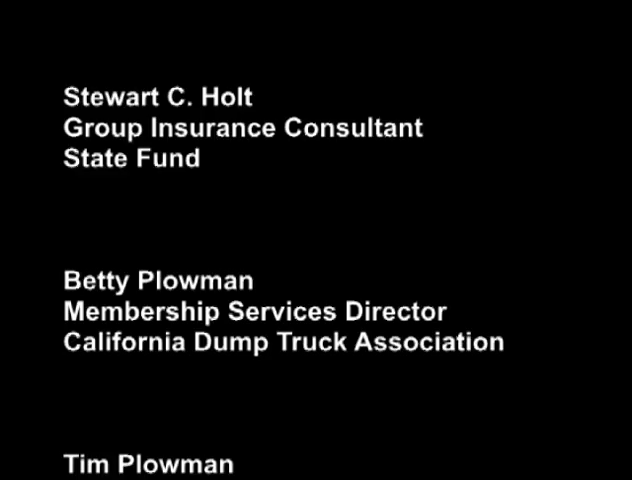 Stewart C. Holt
Group Insurance Consultant
State Fund
Betty Plowman
Membership Services Director
California Dump Truck Association
Tim Plowman